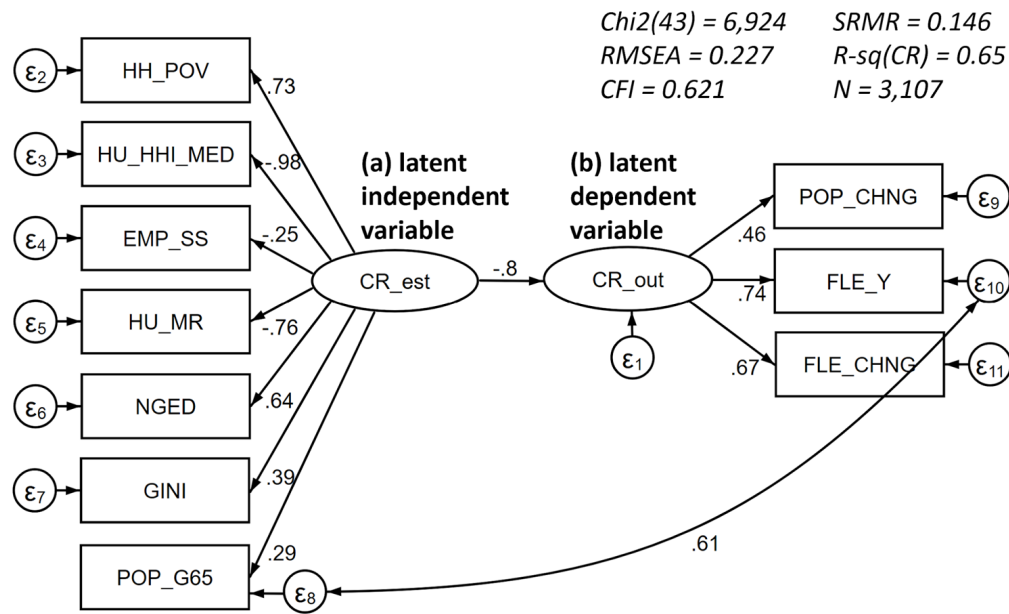 Chi2(43) = 6,924 SRMR = 0.146
RMSEA = 0.227 R-sq(CR) = 0.65
CFI = 0.621 N = 3,107
ε2 HH_POV .73
ε3 HU_HHI_MED -.98
ε4 EMP_SS -.25
ε5 HU_MR -.76
ε6 NGED .64
ε7 GINI .39
POP_G65 .29 ε8
(a) latent
independent
variable
CR_est
-.8
(b) latent
dependent
variable
CR_out
ε1
.46 POP_CHNG ε9
.74 FLE_Y ε10
.67 FLE_CHNG ε11
.61